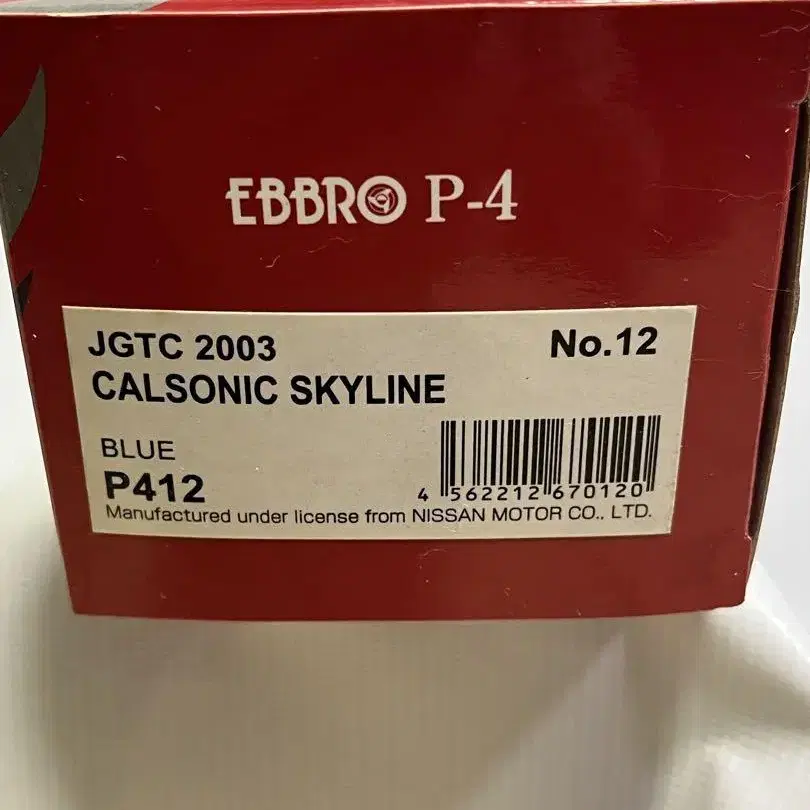 EBBRO P-4
JGTC 2003 No.12
CALSONIC SKYLINE
BLUE
P412
4 562212 670120
Manufactured under license from NISSAN MOTOR CO., LTD.